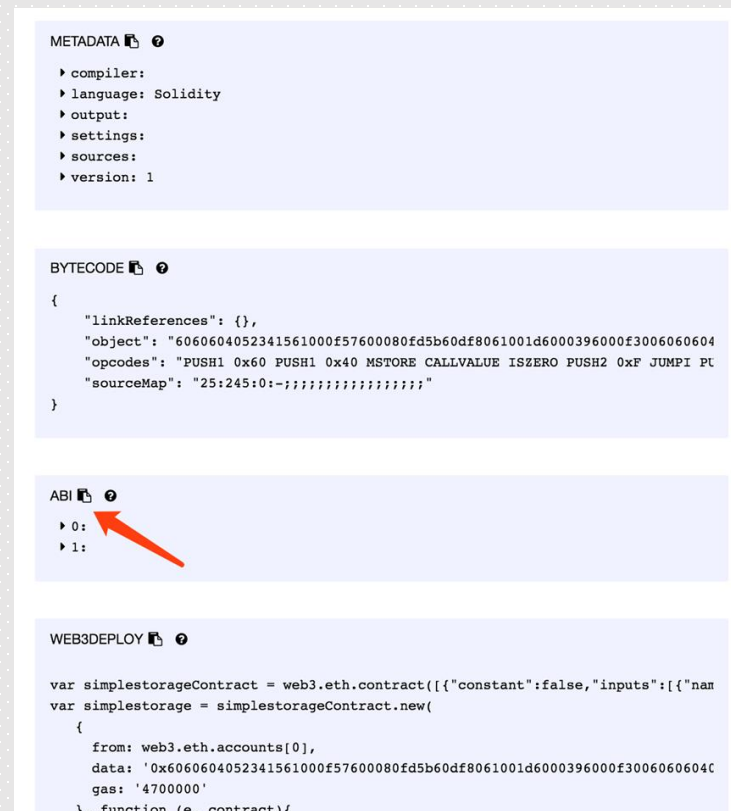 METADATA
compiler:
language: Solidity
output:
settings:
sources:
version: 1
BYTECODE
{
"linkReferences": {},
"object": "6060604052341561000f57600080fd5b60df8061001d6000396000f3006060604
"opcodes": "PUSH1 0x60 PUSH1 0x40 MSTORE CALLVALUE ISZERO PUSH2 0xF JUMPI PU
"sourceMap": "25:245:0:-;;;;;;;;;;;;;;;;;"
}
ABI
0:
1:
WEB3DEPLOY
var simplestorageContract = web3.eth.contract([{"constant":false,"inputs":[{"nam
var simplestorage = simplestorageContract.new(
{
from: web3.eth.accounts[0],
data: '0x6060604052341561000f57600080fd5b60df8061001d6000396000f3006060604
gas: '4700000'
}, function (e, contract){